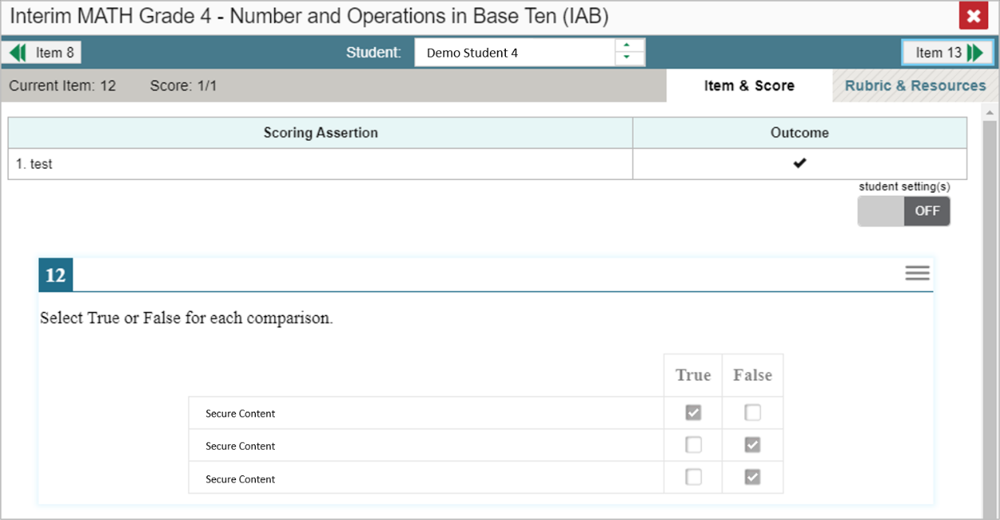 Interim MATH Grade 4 - Number and Operations in Base Ten (IAB)
Item 8 Student: Demo Student 4 Item 13
Current Item: 12 Score: 1/1 Item & Score Rubric & Resources
Scoring Assertion Outcome
1. test
student setting(s)
OFF
12
Select True or False for each comparison.
True False
Secure Content
Secure Content
Secure Content